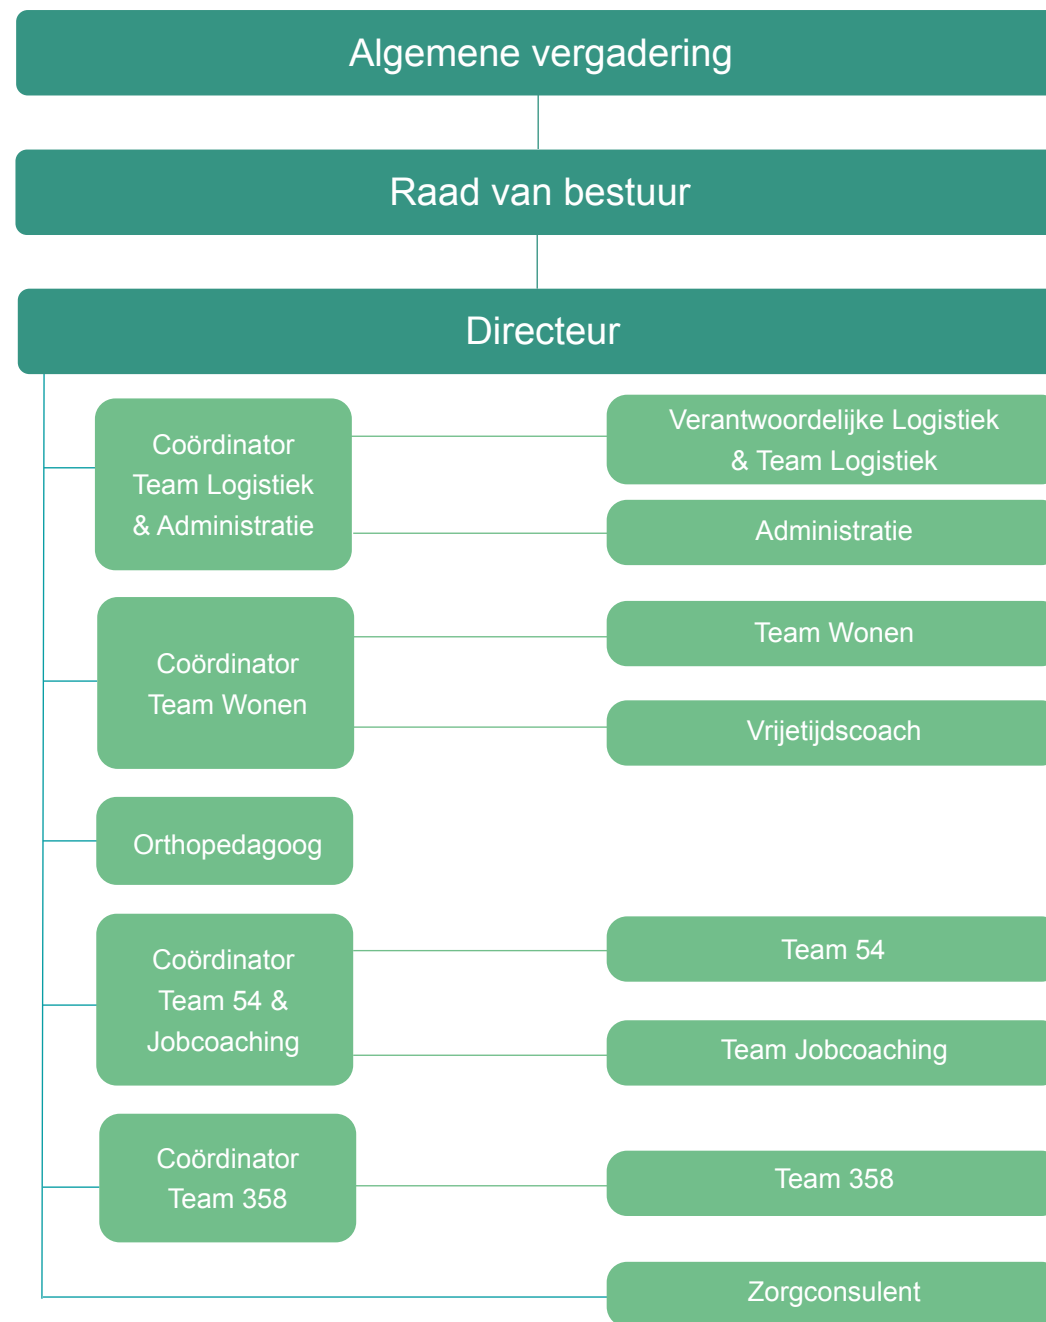 Algemene vergadering
Raad van bestuur
Directeur
Coördinator
Team Logistiek
& Administratie
Verantwoordelijke Logistiek
& Team Logistiek
Administratie
Coördinator
Team Wonen
Team Wonen
Vrijetijdscoach
Orthopedagoog
Coördinator
Team 54 &
Jobcoaching
Team 54
Team Jobcoaching
Coördinator
Team 358
Team 358
Zorgconsulent